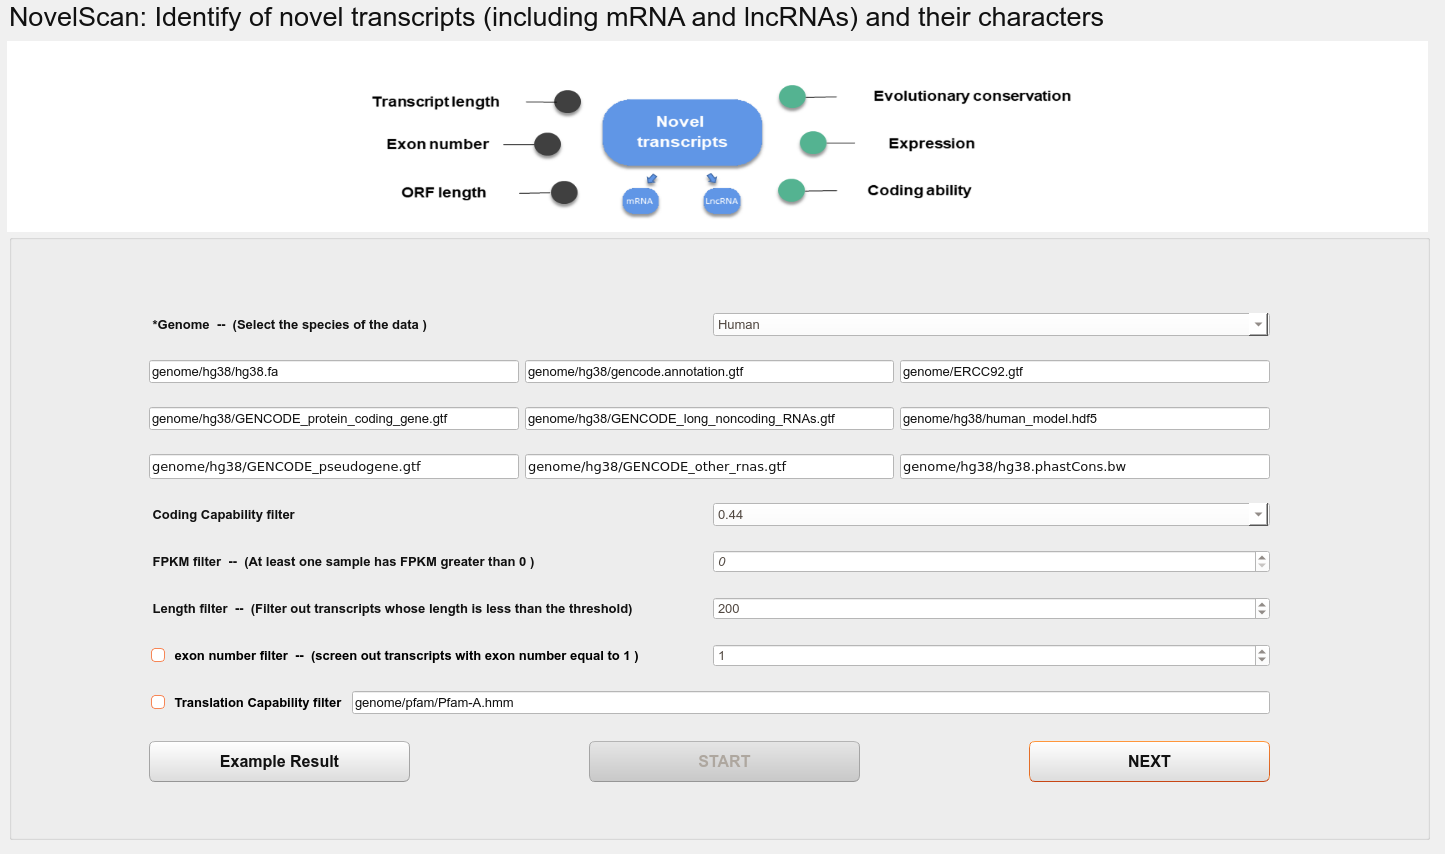 NovelScan: Identify of novel transcripts (including mRNA and lncRNAs) and their characters
Transcript length
Exon number
ORF length
Novel
transcripts
mRNA
LncRNA
Evolutionary conservation
Expression
Coding ability
*Genome -- (Select the species of the data )
Human
genome/hg38/hg38.fa
genome/hg38/gencode.annotation.gtf
genome/ERCC92.gtf
genome/hg38/GENCODE_protein_coding_gene.gtf
genome/hg38/GENCODE_long_noncoding_RNAs.gtf
genome/hg38/human_model.hdf5
genome/hg38/GENCODE_pseudogene.gtf
genome/hg38/GENCODE_other_rnas.gtf
genome/hg38/hg38.phastCons.bw
Coding Capability filter
0.44
FPKM filter -- (At least one sample has FPKM greater than 0 )
0
Length filter -- (Filter out transcripts whose length is less than the threshold)
200
exon number filter -- (screen out transcripts with exon number equal to 1 )
1
Translation Capability filter
genome/pfam/Pfam-A.hmm
Example Result
START
NEXT